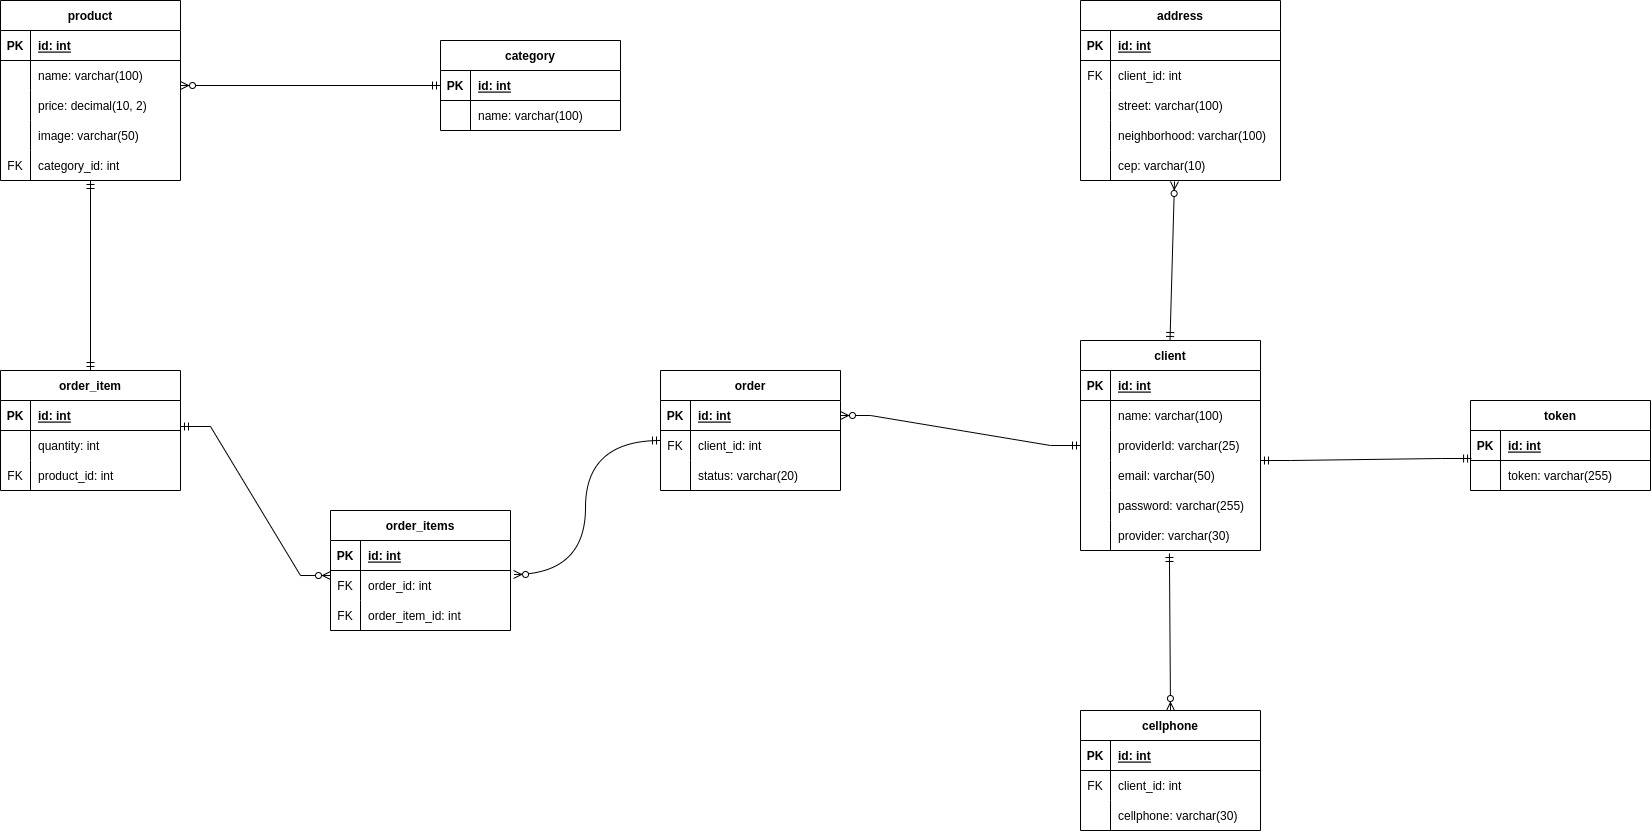 product
PK id: int
name: varchar(100)
price: decimal(10, 2)
image: varchar(50)
FK category_id: int
category
PK id: int
name: varchar(100)
address
PK id: int
FK client_id: int
street: varchar(100)
neighborhood: varchar(100)
cep: varchar(10)
order_item
PK id: int
quantity: int
FK product_id: int
order_items
PK id: int
FK order_id: int
FK order_item_id: int
order
PK id: int
FK client_id: int
status: varchar(20)
client
PK id: int
name: varchar(100)
providerId: varchar(25)
email: varchar(50)
password: varchar(255)
provider: varchar(30)
token
PK id: int
token: varchar(255)
cellphone
PK id: int
FK client_id: int
cellphone: varchar(30)